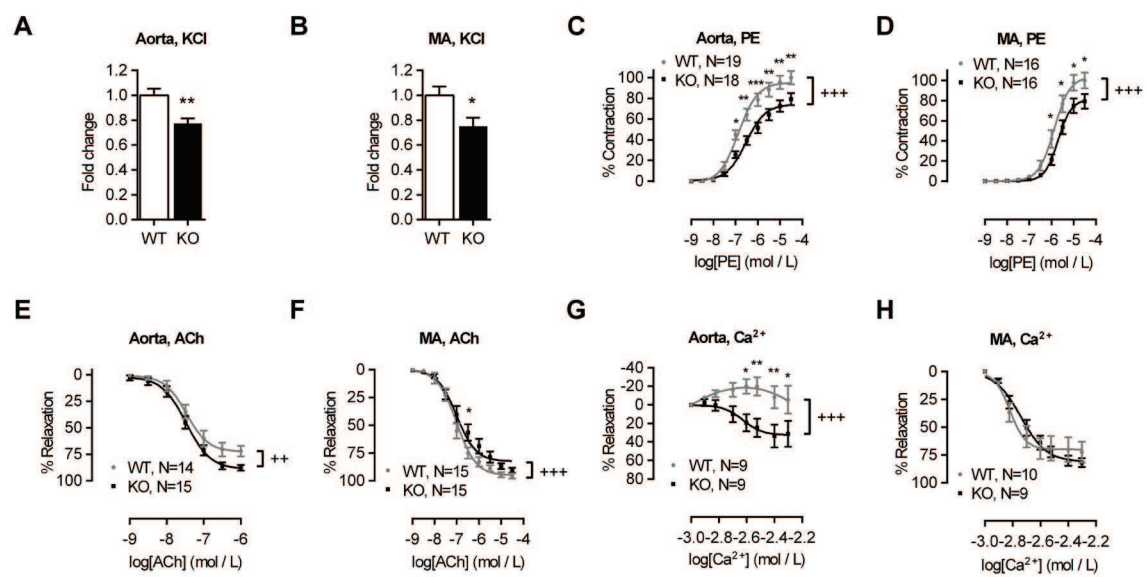 A
Aorta, KCl
Fold change
1.2
1.0
0.8
0.6
0.4
0.2
0.0
**
WT KO
B
MA, KCl
Fold change
1.2
1.0
0.8
0.6
0.4
0.2
0.0
*
WT KO
C
Aorta, PE
WT, N=19
KO, N=18
% Contraction
100
80
60
40
20
0
* ** *** ** ** **
+++
-9 -8 -7 -6 -5 -4
log[PE] (mol / L)
D
MA, PE
WT, N=16
KO, N=16
% Contraction
100
80
60
40
20
0
* * * *
+++
-9 -8 -7 -6 -5 -4
log[PE] (mol / L)
E
Aorta, ACh
% Relaxation
0
25
50
75
100
WT, N=14
KO, N=15
++
-9 -8 -7 -6
log[ACh] (mol / L)
F
MA, ACh
% Relaxation
0
25
50
75
100
*
WT, N=15
KO, N=15
+++
-9 -8 -7 -6 -5 -4
log[ACh] (mol / L)
G
Aorta, Ca²⁺
% Relaxation
-40
-20
0
20
40
60
80
* ** ** *
+++
WT, N=9
KO, N=9
-3.0 -2.8 -2.6 -2.4 -2.2
log[Ca²⁺] (mol / L)
H
MA, Ca²⁺
% Relaxation
0
25
50
75
100
WT, N=10
KO, N=9
-3.0 -2.8 -2.6 -2.4 -2.2
log[Ca²⁺] (mol / L)